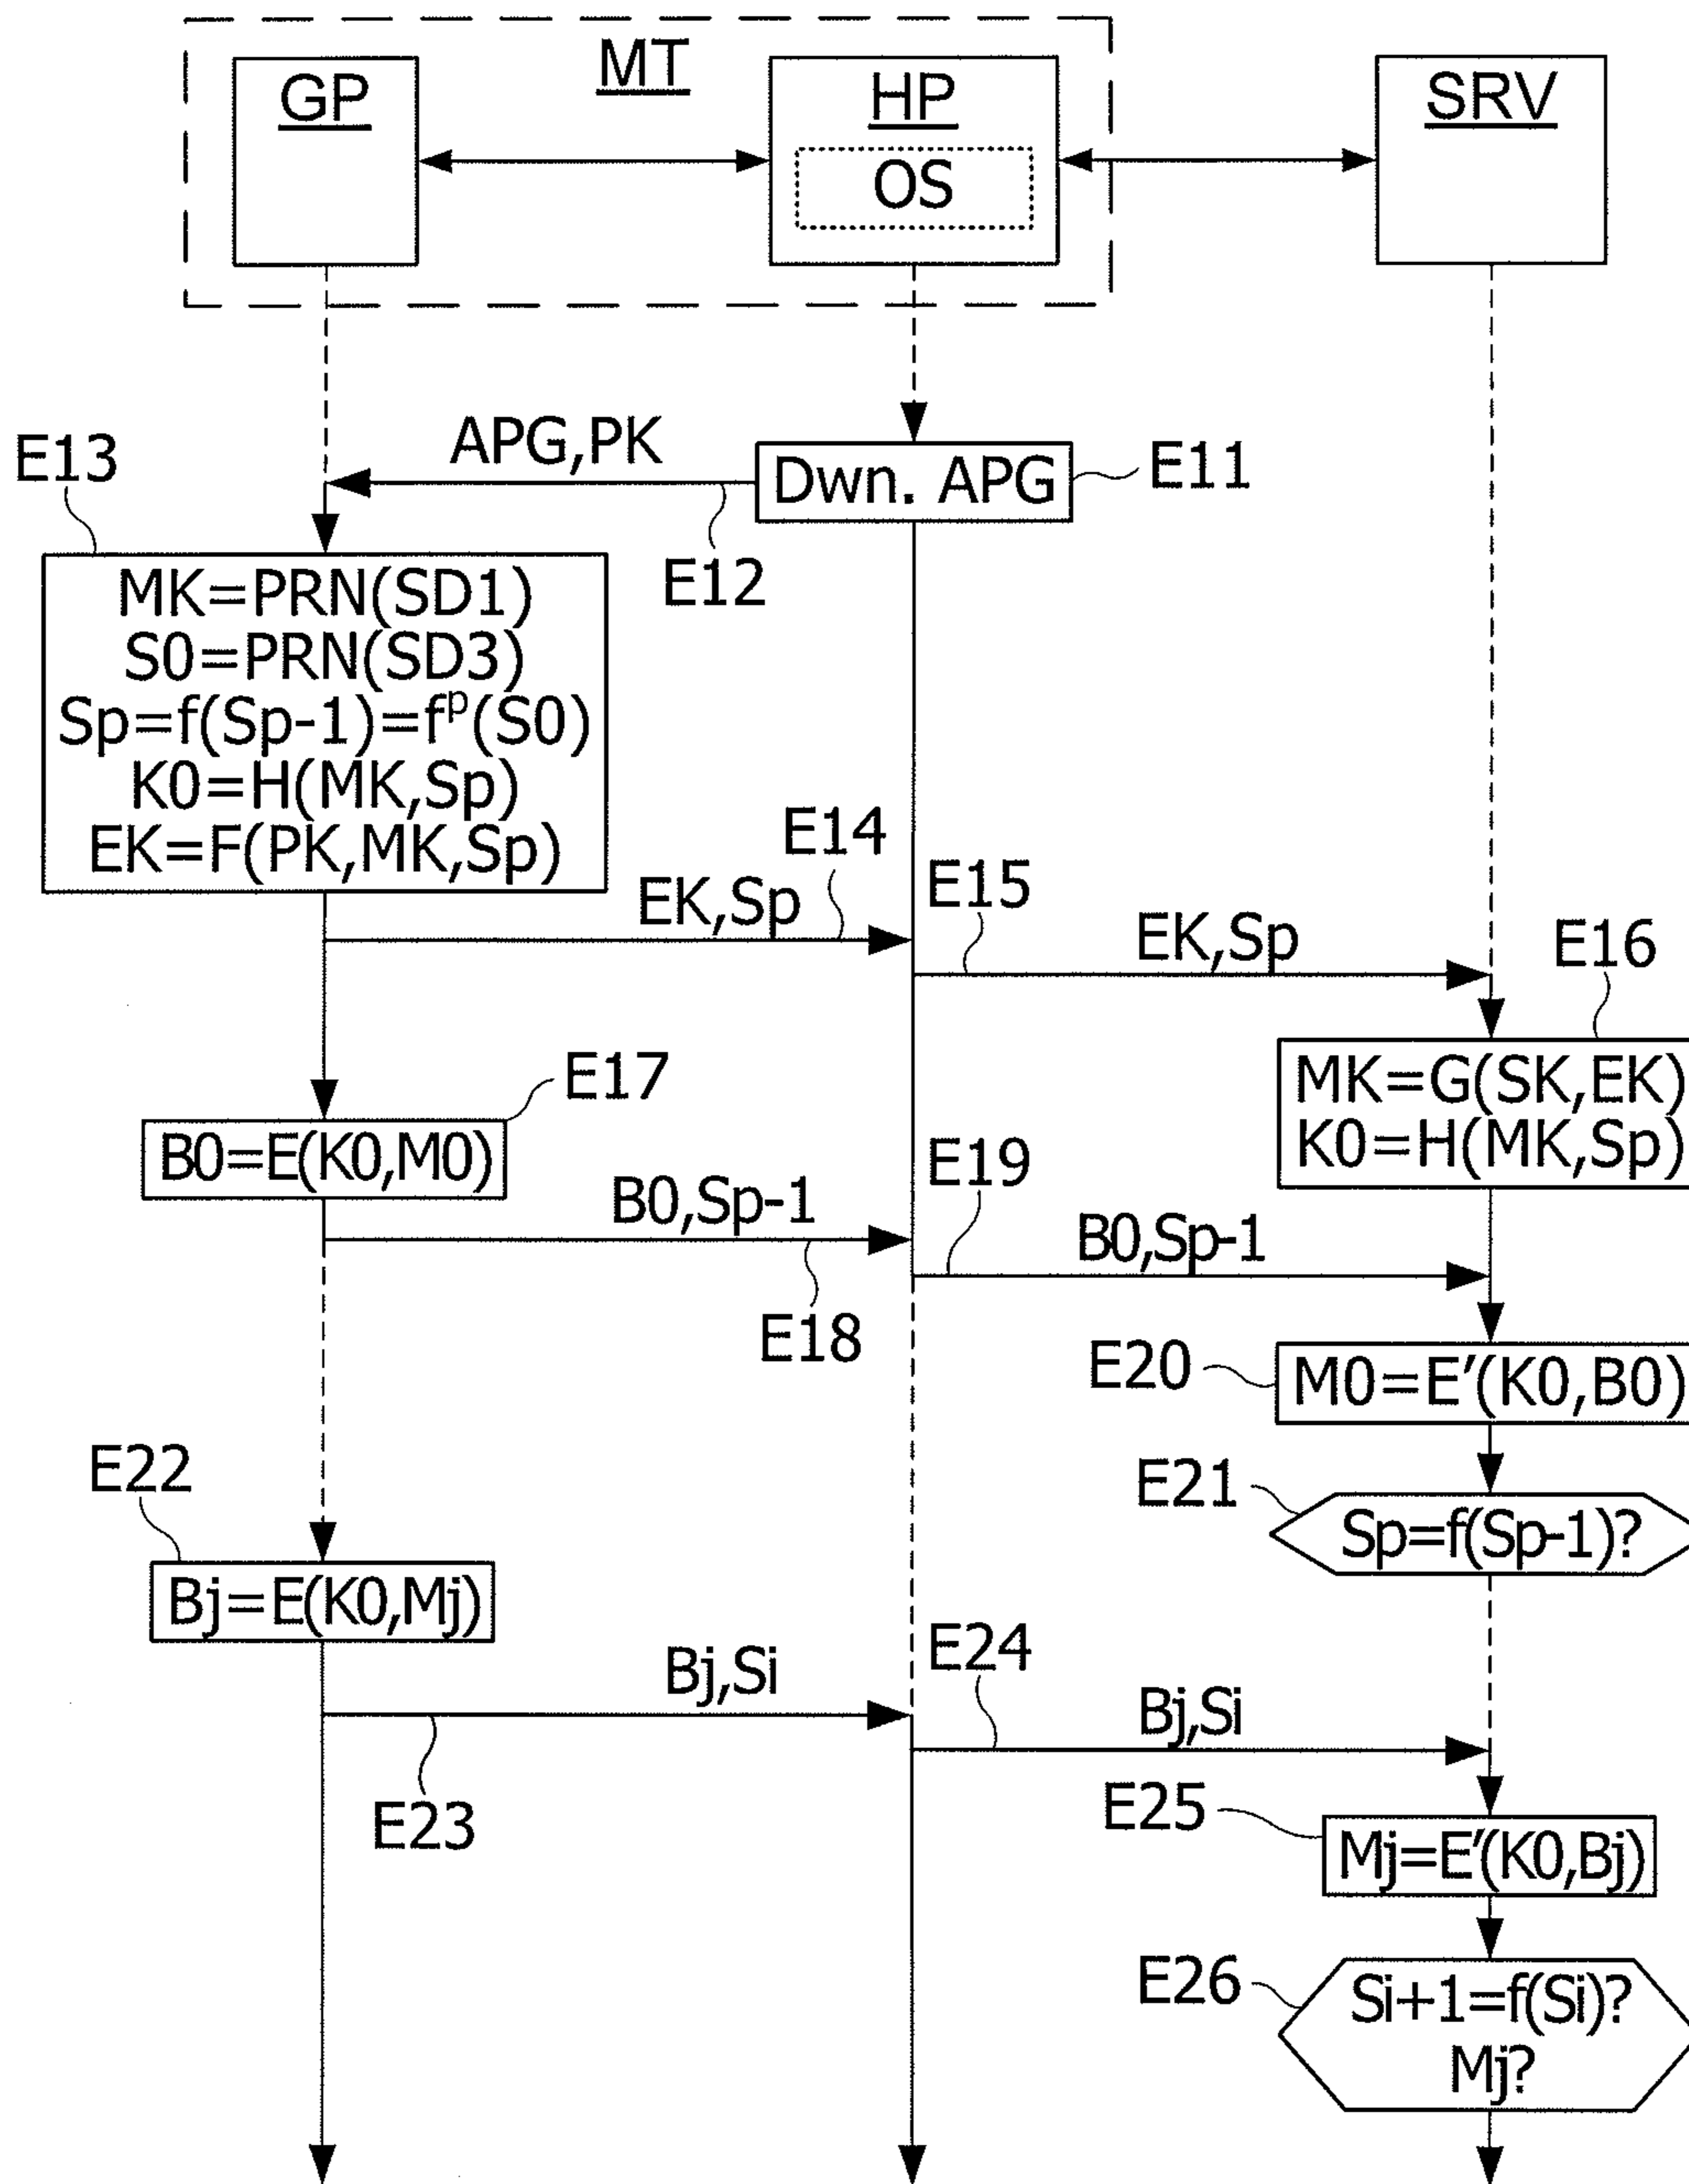 MT
GP
HP
SRV
OS
APG,PK
E13
Dwn. APG
E11
E12
MK=PRN(SD1)
S0=PRN(SD3)
Sp=f(Sp-1)=fᵖ(S0)
K0=H(MK,Sp)
EK=F(PK,MK,Sp)
E14
EK,Sp
E15
EK,Sp
E16
MK=G(SK,EK)
K0=H(MK,Sp)
E17
B0=E(K0,M0)
B0,Sp-1
E19
B0,Sp-1
E18
E20
M0=E'(K0,B0)
E22
E21
Sp=f(Sp-1)?
Bj=E(K0,Mj)
Bj,Si
E24
Bj,Si
E23
E25
Mj=E'(K0,Bj)
E26
Si+1=f(Si)?
Mj?